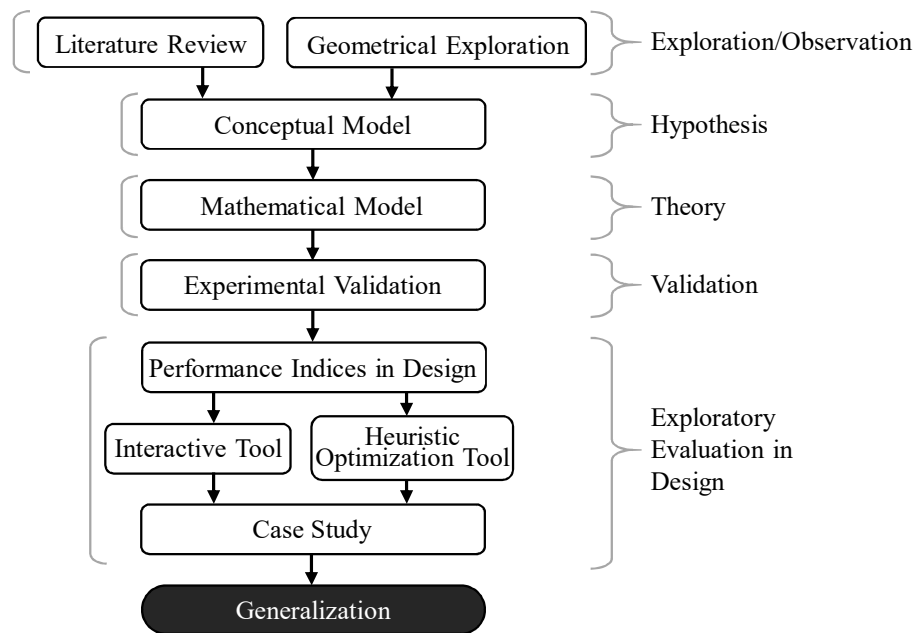 Literature Review
Geometrical Exploration
Exploration/Observation
Conceptual Model
Hypothesis
Mathematical Model
Theory
Experimental Validation
Validation
Performance Indices in Design
Interactive Tool
Heuristic
Optimization Tool
Exploratory
Evaluation in
Design
Case Study
Generalization